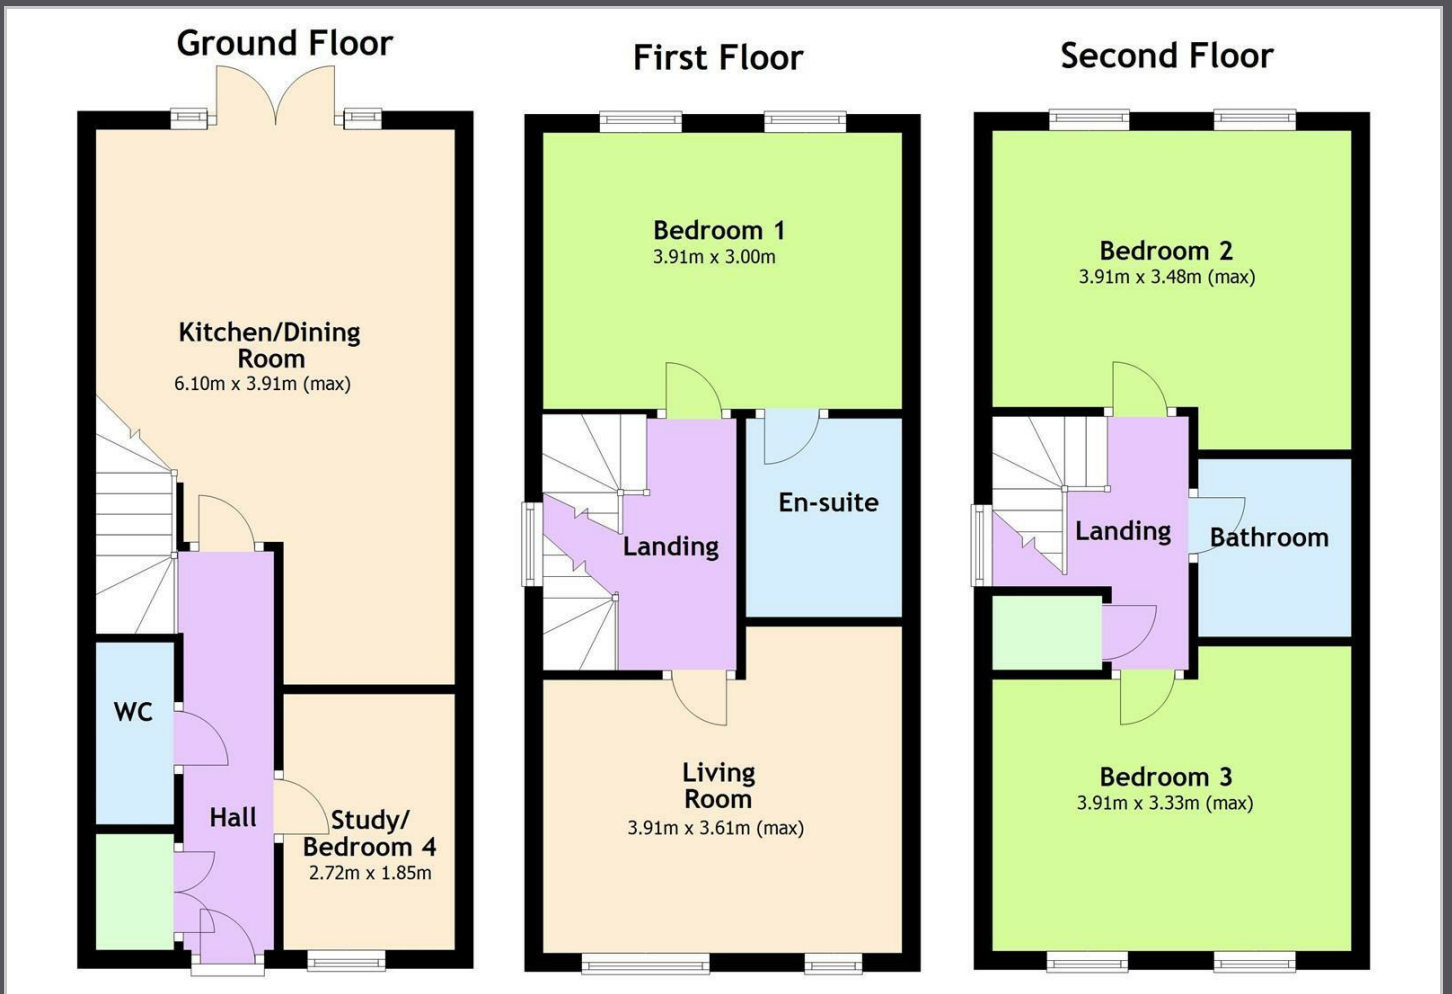 Ground Floor
Kitchen/Dining
Room
6.10m x 3.91m (max)
WC
Hall
Study/
Bedroom 4
2.72m x 1.85m
First Floor
Bedroom 1
3.91m x 3.00m
En-suite
Landing
Living
Room
3.91m x 3.61m (max)
Second Floor
Bedroom 2
3.91m x 3.48m (max)
Landing
Bathroom
Bedroom 3
3.91m x 3.33m (max)